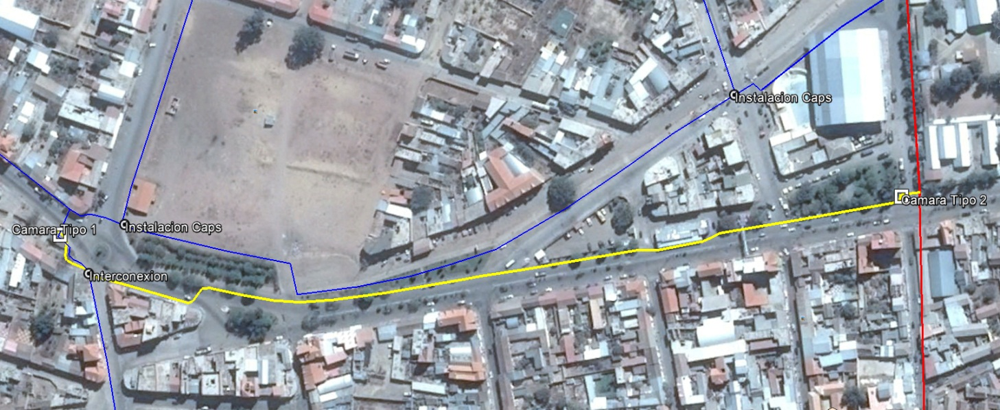 Instalacion Caps
Camara Tipo 2
Instalacion Caps
Camara Tipo 1
Interconexion